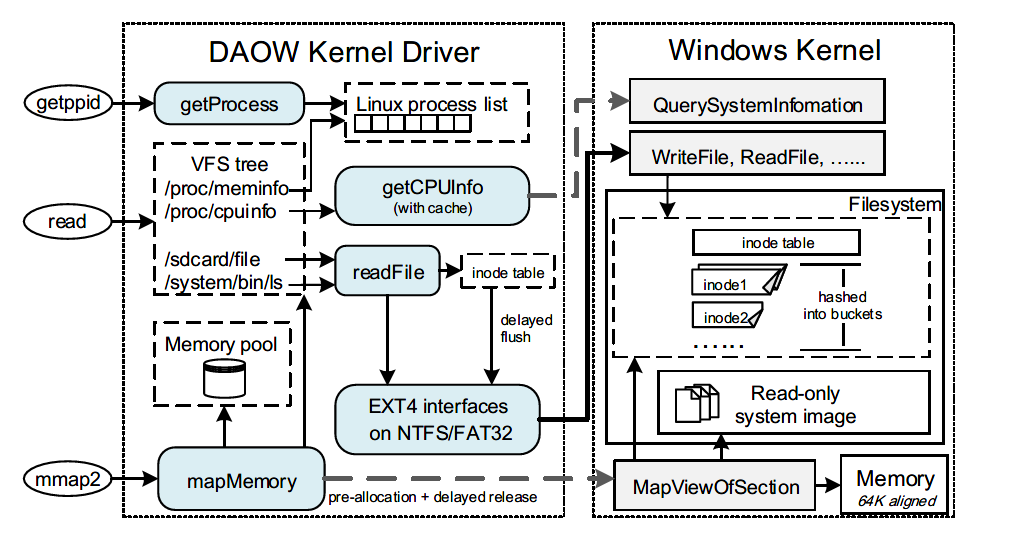 DAOW Kernel Driver
Windows Kernel
getppid
getProcess
Linux process list
QuerySystemInfomation
WriteFile, ReadFile, ......
VFS tree
/proc/meminfo
/proc/cpuinfo
getCPUInfo
(with cache)
read
/sdcard/file
/system/bin/ls
readFile
inode table
delayed
flush
Filesystem
inode table
inode1
inode2
......
hashed
into buckets
Memory pool
EXT4 interfaces
on NTFS/FAT32
Read-only
system image
mmap2
mapMemory
pre-allocation + delayed release
MapViewOfSection
Memory
64K aligned